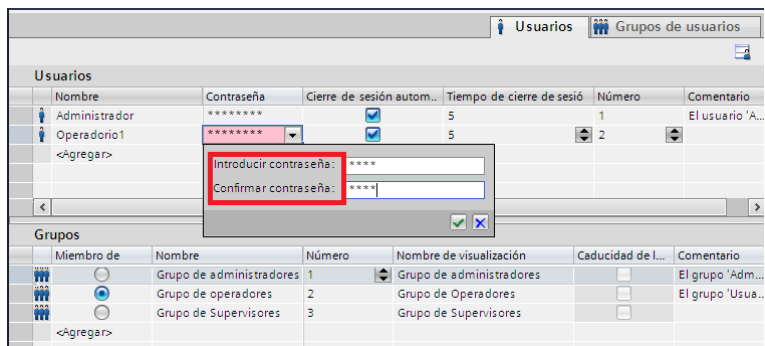 Usuarios Grupos de usuarios
Usuarios
Nombre Contraseña Cierre de sesión autom... Tiempo de cierre de sesió Número Comentario
Administrador ******** 5 1 El usuario 'A...
Operadorio1 ******** 5 2
<Agregar>
Introducir contraseña: ****
Confirmar contraseña: ****
Grupos
Miembro de Nombre Número Nombre de visualización Caducidad de l... Comentario
Grupo de administradores 1 Grupo de administradores El grupo 'Adm...
Grupo de operadores 2 Grupo de Operadores El grupo 'Usua...
Grupo de Supervisores 3 Grupo de Supervisores
<Agregar>